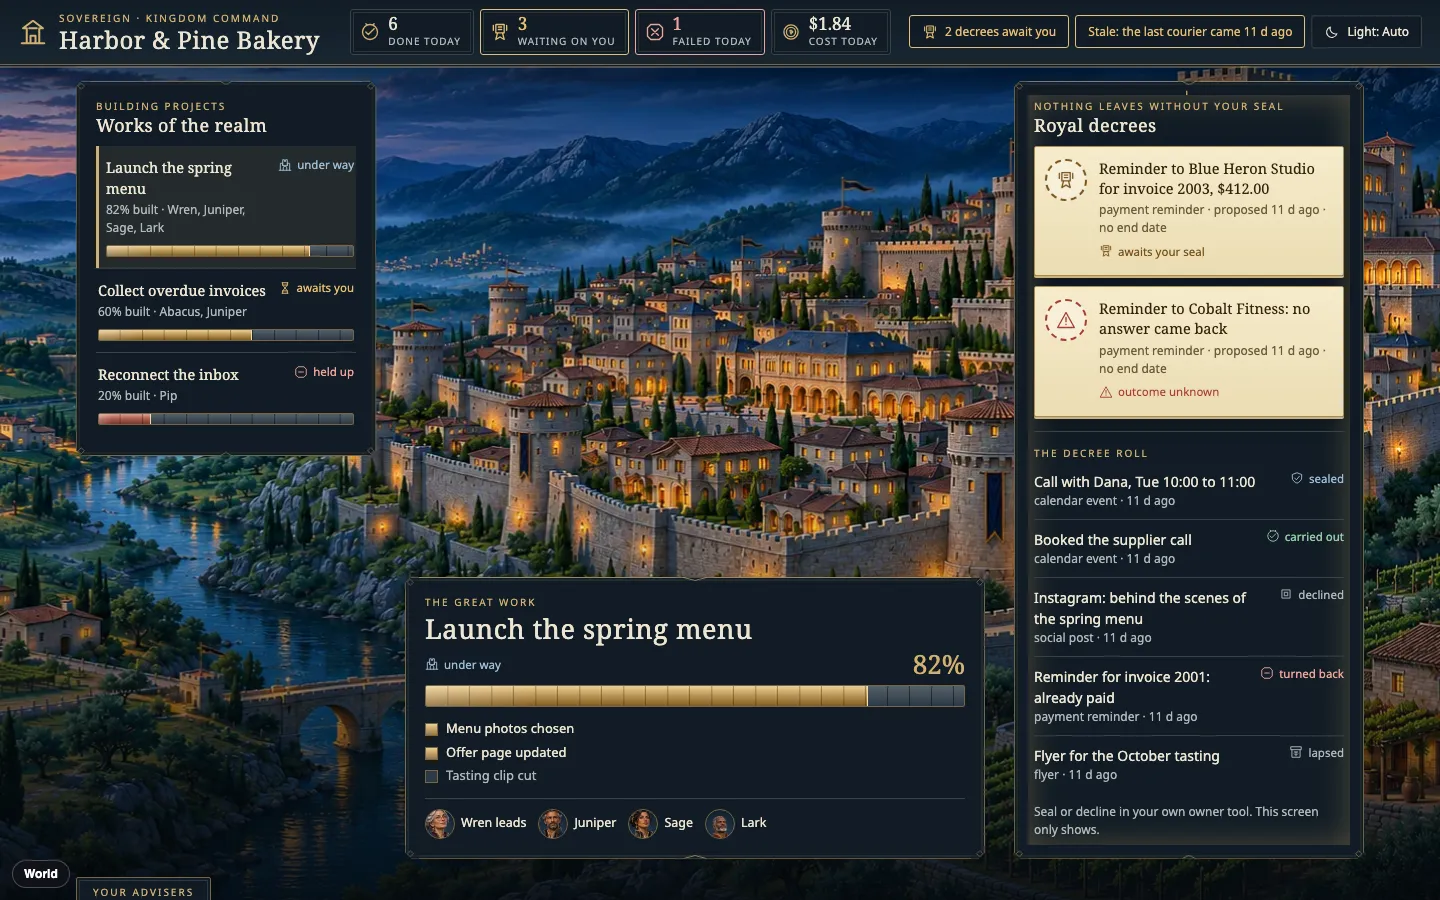 SOVEREIGN · KINGDOM COMMAND
Harbor & Pine Bakery
6
DONE TODAY
3
WAITING ON YOU
1
FAILED TODAY
$1.84
COST TODAY
2 decrees await you
Stale: the last courier came 11 d ago
Light: Auto
BUILDING PROJECTS
Works of the realm
Launch the spring
menu
under way
82% built · Wren, Juniper,
Sage, Lark
Collect overdue invoices
awaits you
60% built · Abacus, Juniper
Reconnect the inbox
held up
20% built · Pip
THE GREAT WORK
Launch the spring menu
under way
82%
Menu photos chosen
Offer page updated
Tasting clip cut
Wren leads
Juniper
Sage
Lark
NOTHING LEAVES WITHOUT YOUR SEAL
Royal decrees
Reminder to Blue Heron Studio
for invoice 2003, $412.00
payment reminder · proposed 11 d ago ·
no end date
awaits your seal
Reminder to Cobalt Fitness: no
answer came back
payment reminder · proposed 11 d ago ·
no end date
outcome unknown
THE DECREE ROLL
Call with Dana, Tue 10:00 to 11:00
sealed
calendar event · 11 d ago
Booked the supplier call
carried out
calendar event · 11 d ago
Instagram: behind the scenes of
the spring menu
declined
social post · 11 d ago
Reminder for invoice 2001:
already paid
turned back
payment reminder · 11 d ago
Flyer for the October tasting
lapsed
flyer · 11 d ago
Seal or decline in your own owner tool. This screen
only shows.
World
YOUR ADVISERS